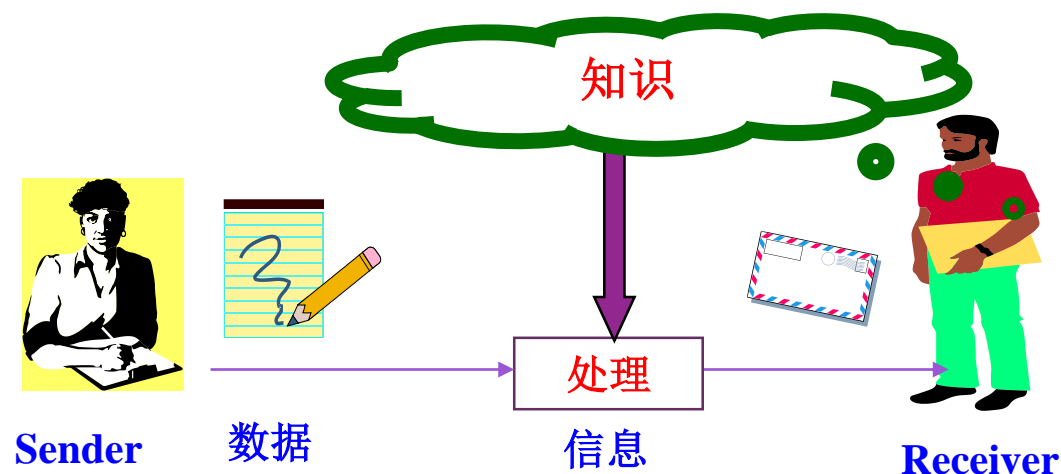 知识
处理
Sender
数据
信息
Receiver